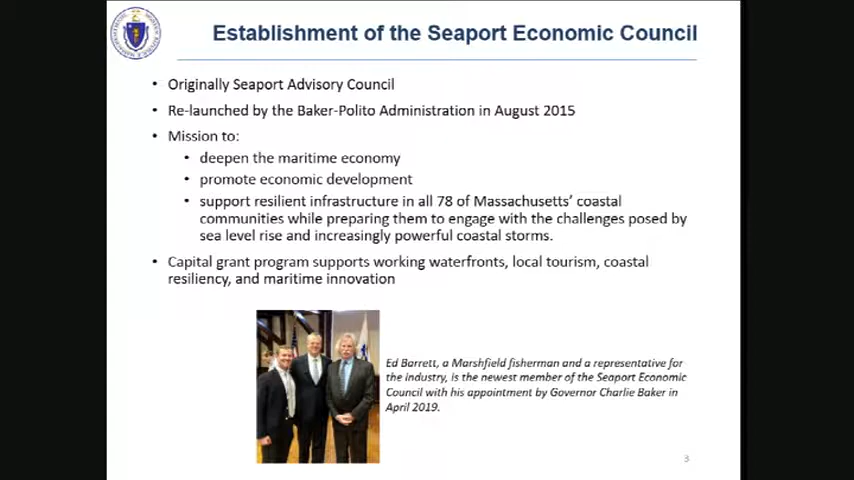 Establishment of the Seaport Economic Council
• Originally Seaport Advisory Council
• Re-launched by the Baker-Polito Administration in August 2015
• Mission to:
• deepen the maritime economy
• promote economic development
• support resilient infrastructure in all 78 of Massachusetts’ coastal
communities while preparing them to engage with the challenges posed by
sea level rise and increasingly powerful coastal storms.
• Capital grant program supports working waterfronts, local tourism, coastal
resiliency, and maritime innovation
Ed Barrett, a Marshfield fisherman and a representative for
the industry, is the newest member of the Seaport Economic
Council with his appointment by Governor Charlie Baker in
April 2019.
3